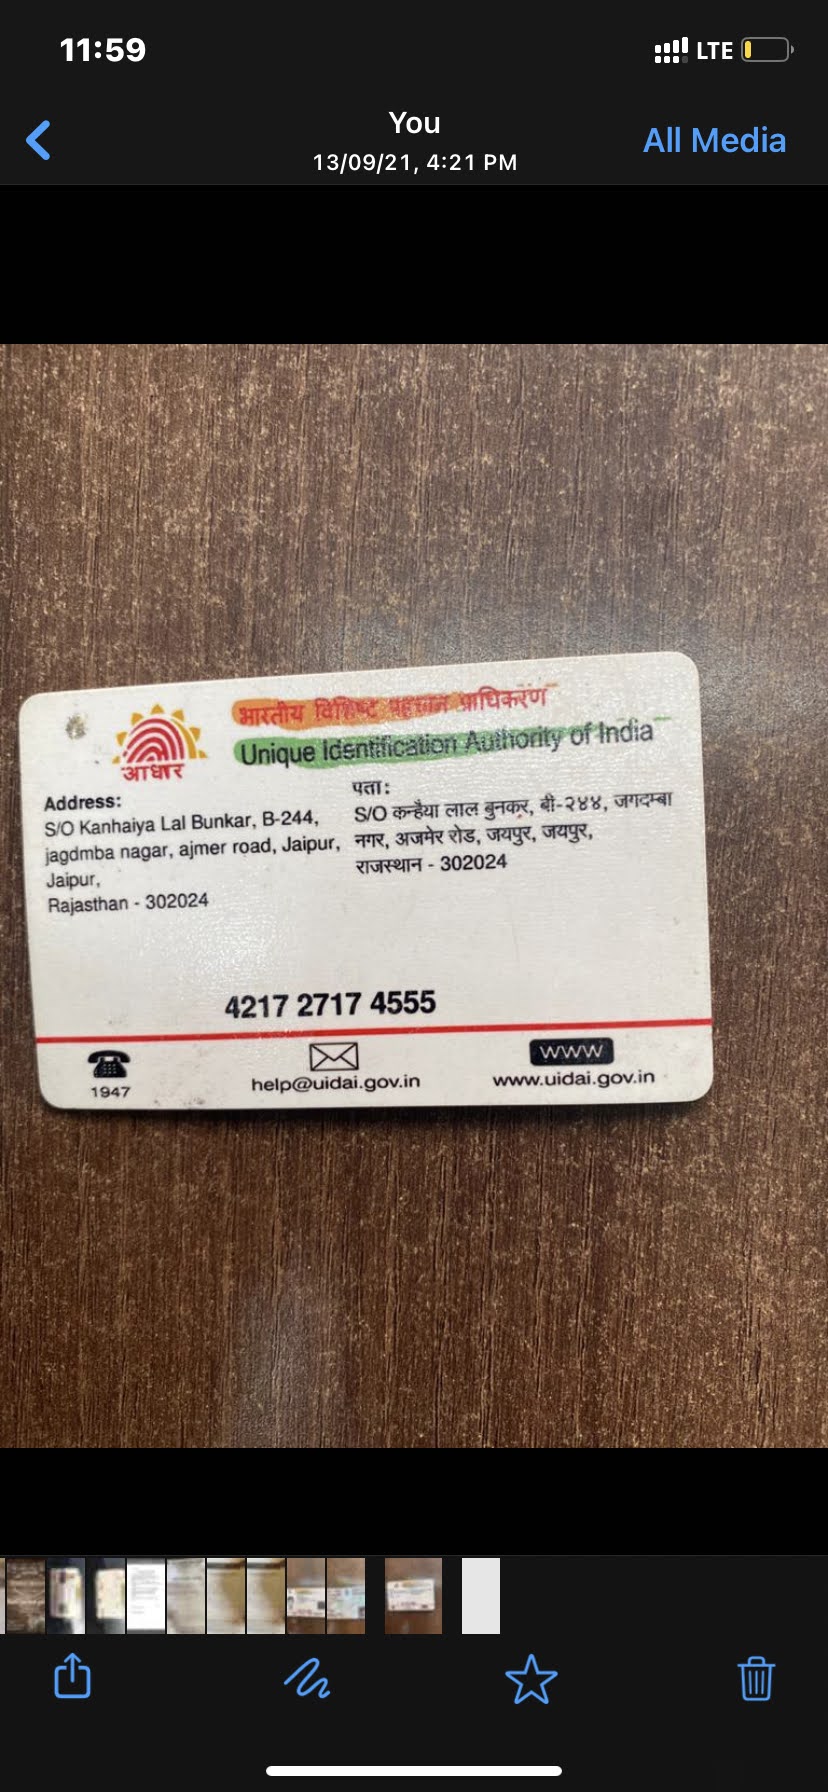 11:59
LTE
You
13/09/21, 4:21 PM
All Media
भारतीय विशिष्ट पहचान प्राधिकरण
Unique Identification Authority of India
आधार
Address:
S/O Kanhaiya Lal Bunkar, B-244,
jagdmba nagar, ajmer road, Jaipur,
Jaipur,
Rajasthan - 302024
पता:
S/O कन्हैया लाल बुनकर, बी-२४४, जगदम्बा
नगर, अजमेर रोड, जयपुर, जयपुर,
राजस्थान - 302024
4217 2717 4555
1947
help@uidai.gov.in
WWW
www.uidai.gov.in